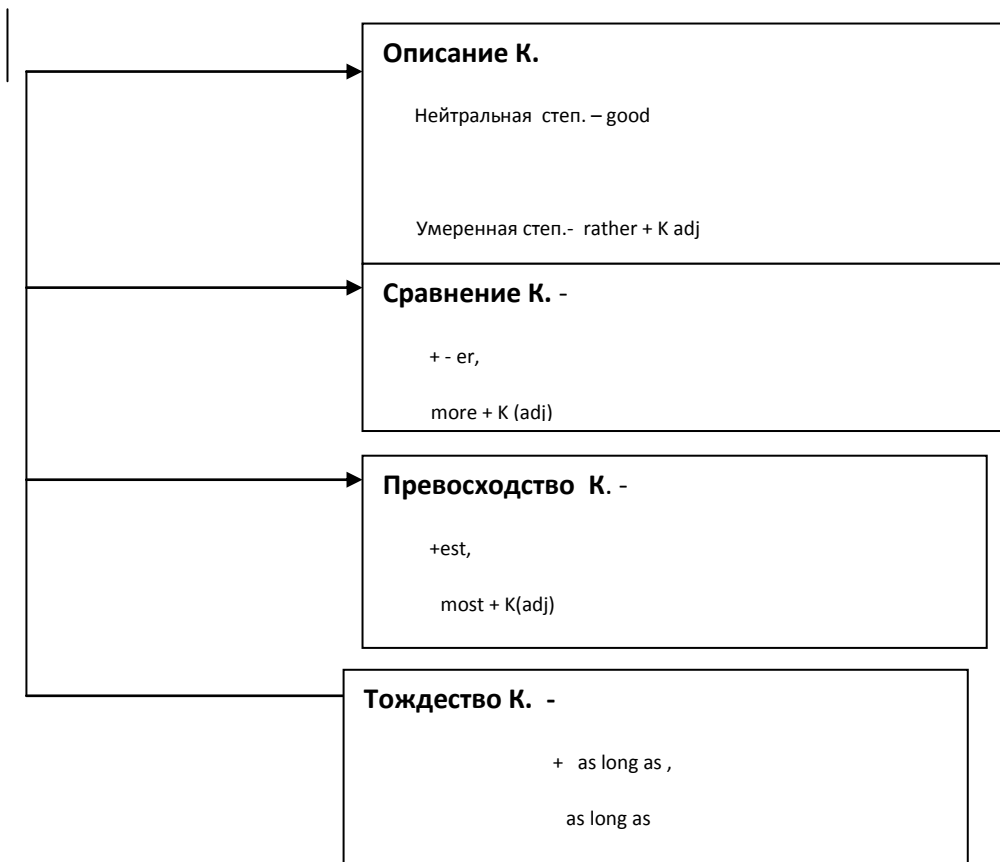 Описание К.
Нейтральная степ. – good
Умеренная степ.- rather + K adj
Сравнение К. -
+ - er,
more + K (adj)
Превосходство К. -
+est,
most + K(adj)
Тождество К. -
+ as long as ,
as long as